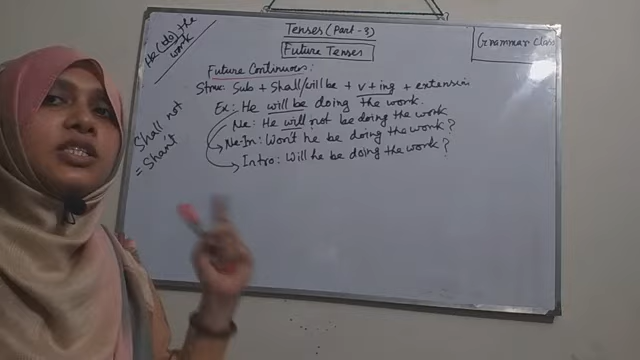 Tenses (Part-3)
Future Tenses
Grammar Class
He (do) the
work
Future Continuous:
Struc: Sub + Shall/will be + v + ing + extension
Ex: He will be doing the work.
Ne: He will not be doing the work
Ne-In: Won't he be doing the work?
Intro: Will he be doing the work?
Shall not
= Shan't